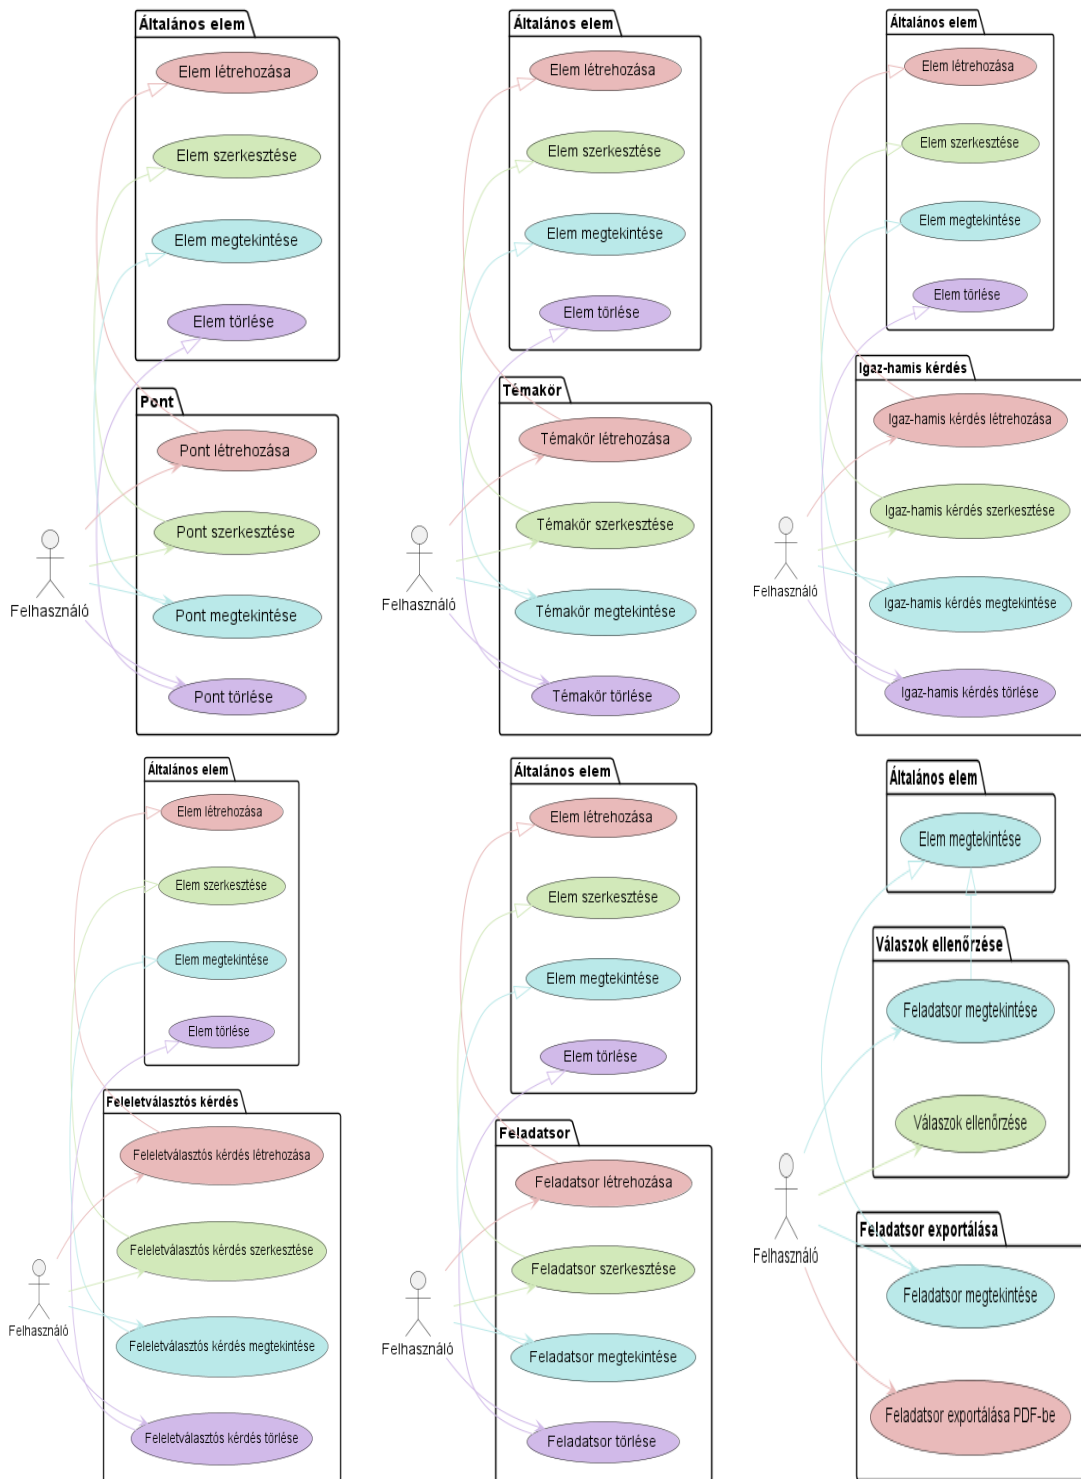 Általános elem
Elem létrehozása
Elem szerkesztése
Elem megtekintése
Elem törlése
Pont
Pont létrehozása
Pont szerkesztése
Pont megtekintése
Pont törlése
Felhasználó
Általános elem
Elem létrehozása
Elem szerkesztése
Elem megtekintése
Elem törlése
Témakör
Témakör létrehozása
Témakör szerkesztése
Témakör megtekintése
Témakör törlése
Felhasználó
Általános elem
Elem létrehozása
Elem szerkesztése
Elem megtekintése
Elem törlése
Igaz-hamis kérdés
Igaz-hamis kérdés létrehozása
Igaz-hamis kérdés szerkesztése
Igaz-hamis kérdés megtekintése
Igaz-hamis kérdés törlése
Felhasználó
Általános elem
Elem létrehozása
Elem szerkesztése
Elem megtekintése
Elem törlése
Feleletválasztós kérdés
Feleletválasztós kérdés létrehozása
Feleletválasztós kérdés szerkesztése
Feleletválasztós kérdés megtekintése
Feleletválasztós kérdés törlése
Felhasználó
Általános elem
Elem létrehozása
Elem szerkesztése
Elem megtekintése
Elem törlése
Feladatsor
Feladatsor létrehozása
Feladatsor szerkesztése
Feladatsor megtekintése
Feladatsor törlése
Felhasználó
Általános elem
Elem megtekintése
Válaszok ellenőrzése
Feladatsor megtekintése
Válaszok ellenőrzése
Felhasználó
Feladatsor exportálása
Feladatsor megtekintése
Feladatsor exportálása PDF-be